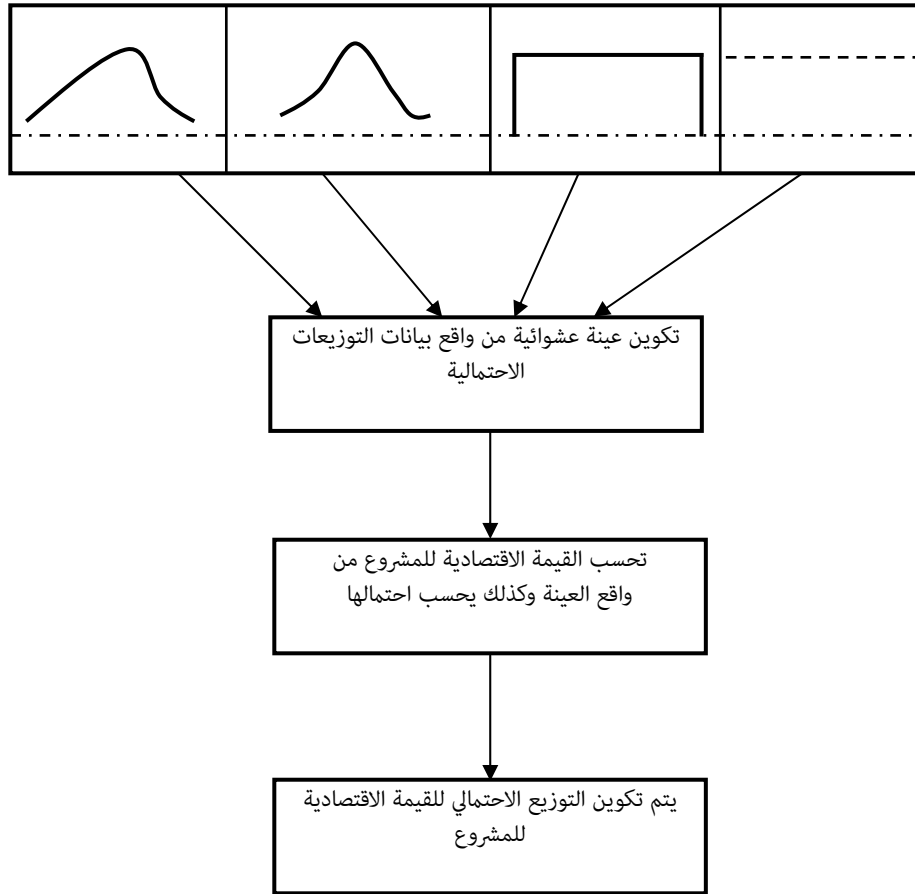 تكوين عينة عشوائية من واقع بيانات التوزيعات
الاحتمالية
تحسب القيمة الاقتصادية للمشروع من
واقع العينة وكذلك يحسب احتمالها
يتم تكوين التوزيع الاحتمالي للقيمة الاقتصادية
للمشروع